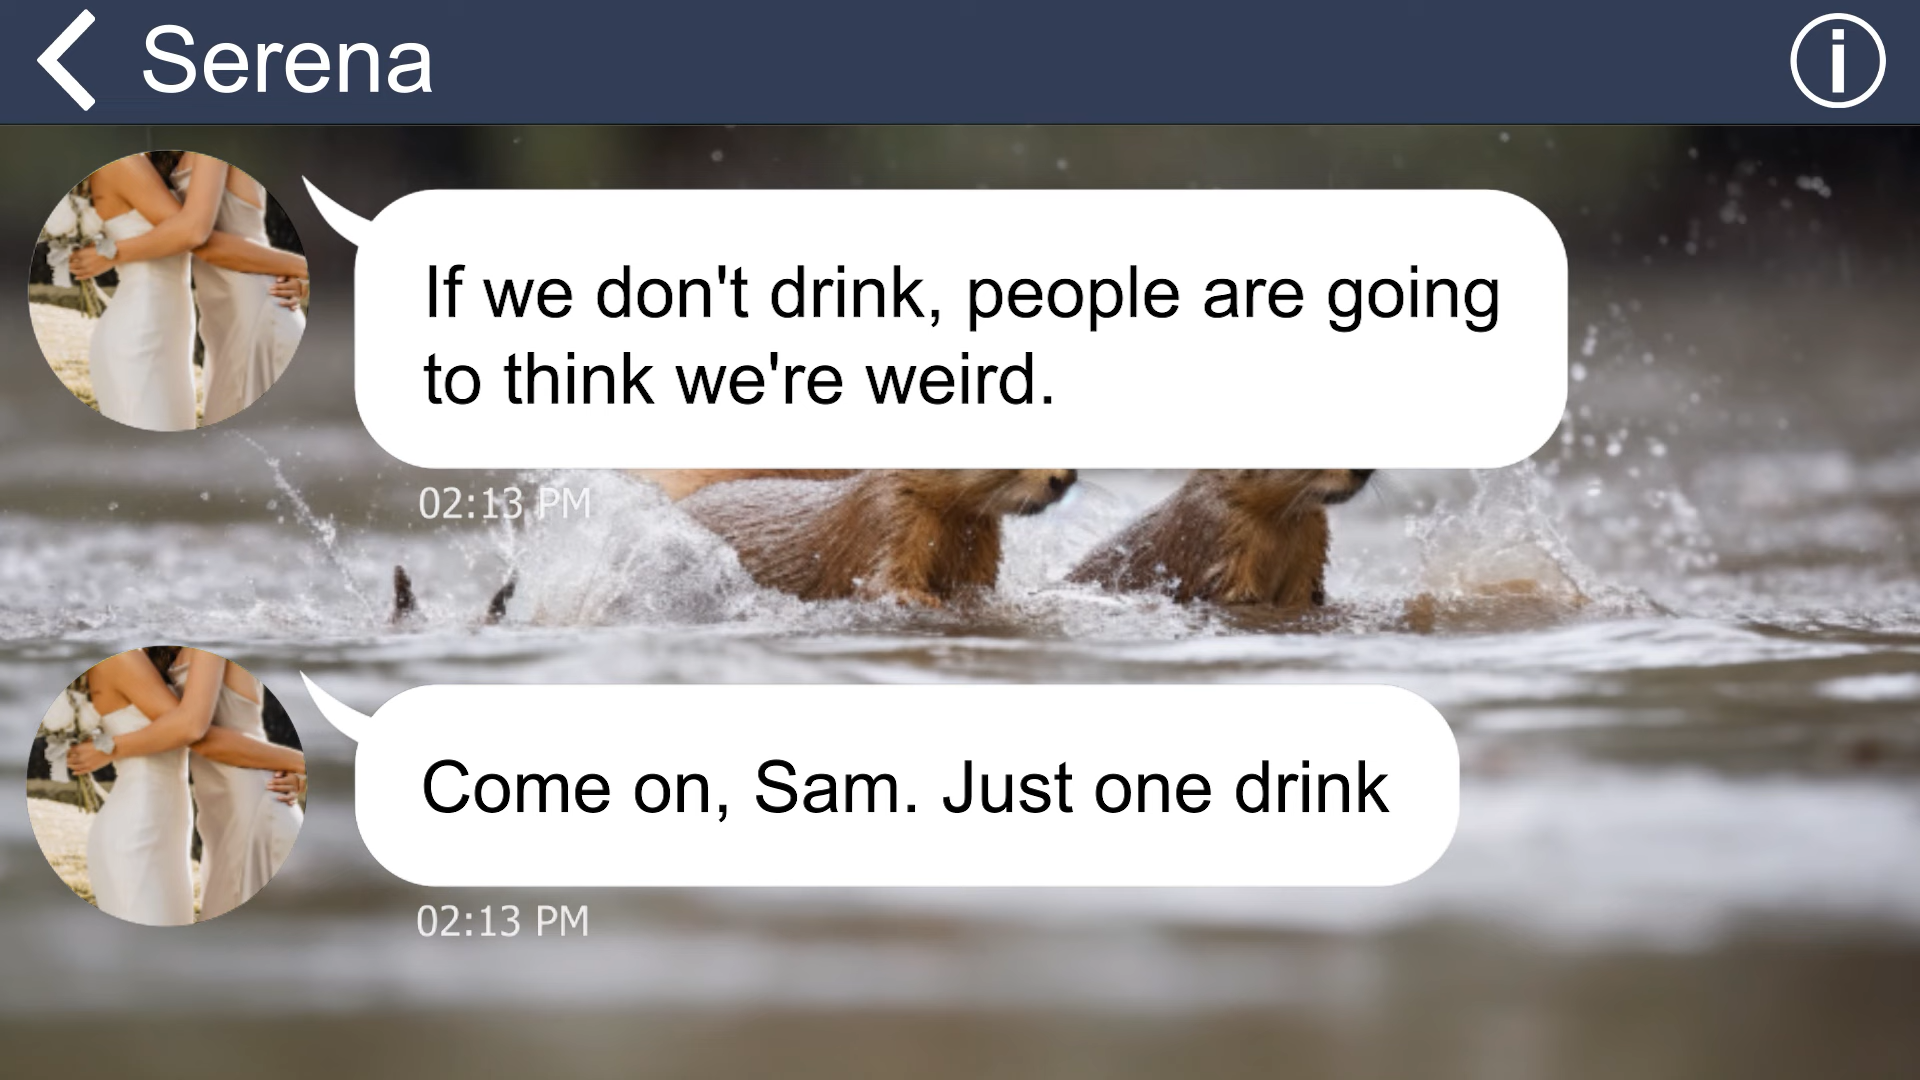 Serena
If we don't drink, people are going
to think we're weird.
02:13 PM
Come on, Sam. Just one drink
02:13 PM